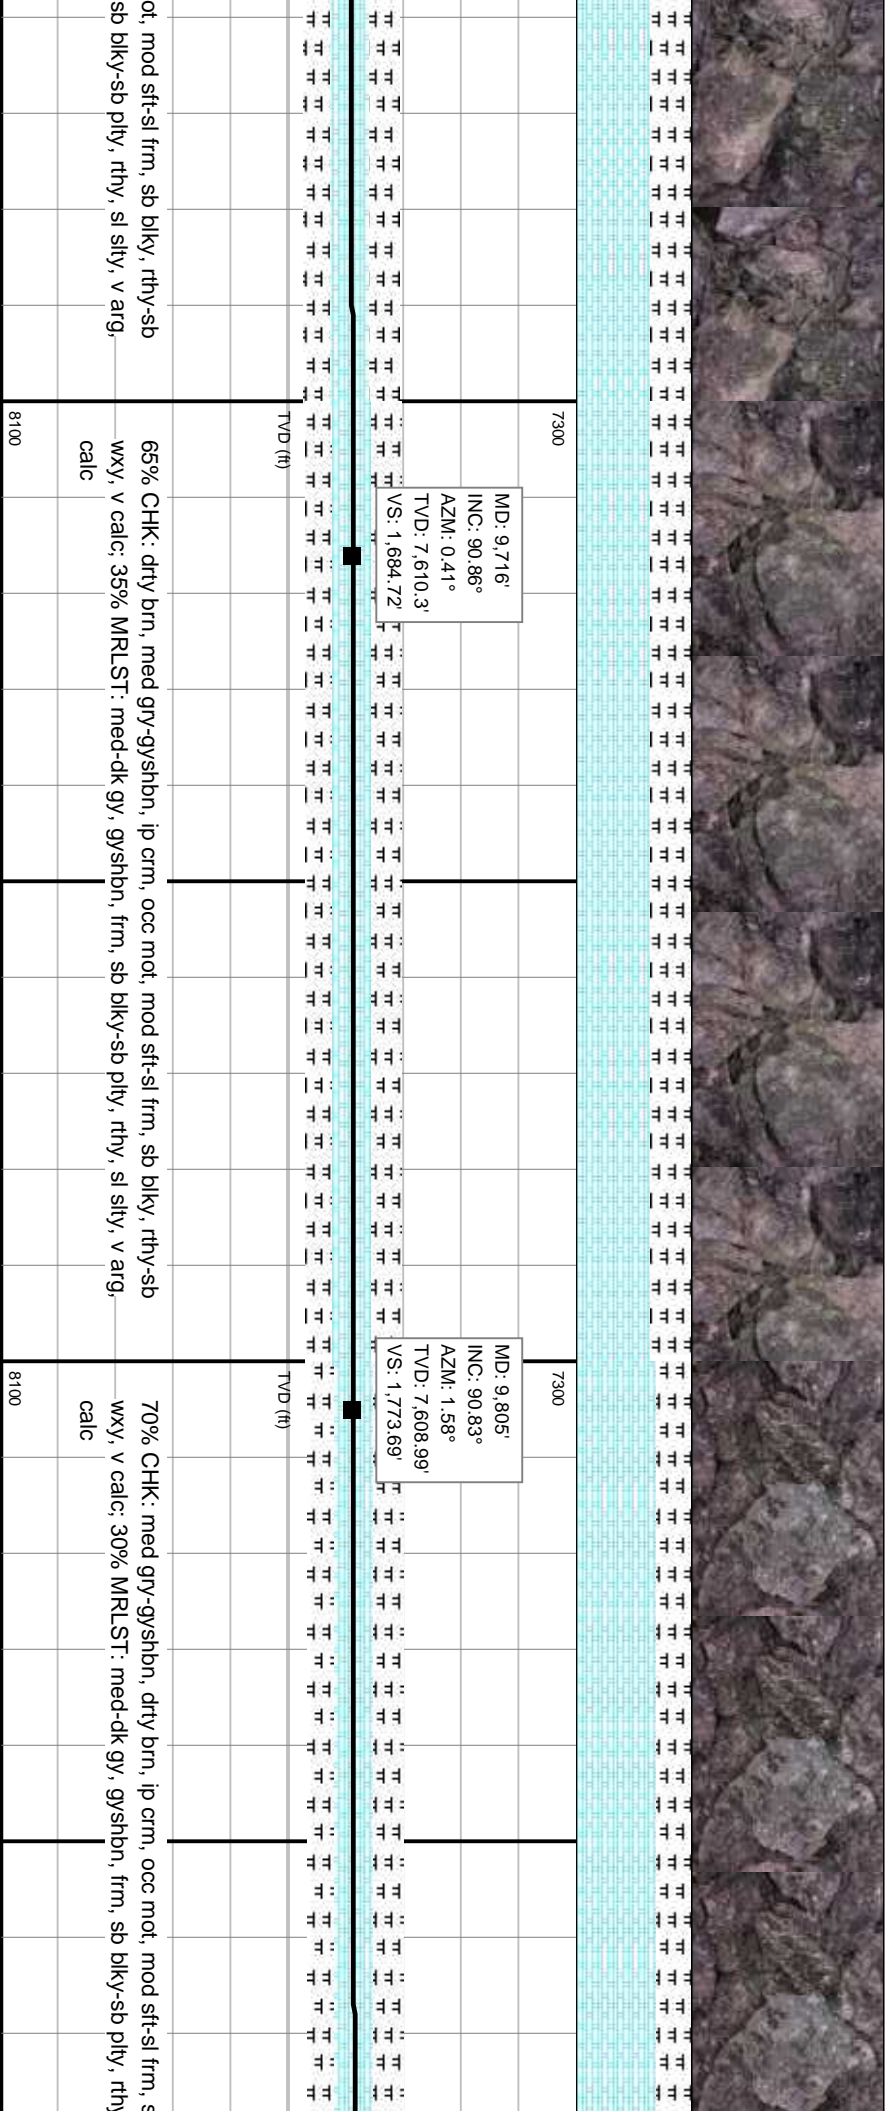 ot, mod sft-sl frm, sb blky, rthy-sb
sb blky-sb plty, rthy, sl slty, v arg,
7300
TVD (ft)
8100
MD: 9,716'
INC: 90.86°
AZM: 0.41°
TVD: 7,610.3'
VS: 1,684.72'
65% CHK: drty brn, med gry-gyshbn, ip crm, occ mot, mod sft-sl frm, sb blky, rthy-sb
wxy, v calc; 35% MRLST: med-dk gy, gyshbn, frm, sb blky-sb plty, rthy, sl slty, v arg,
calc
7300
TVD (ft)
8100
MD: 9,805'
INC: 90.83°
AZM: 1.58°
TVD: 7,608.99'
VS: 1,773.69'
70% CHK: med gry-gyshbn, drty brn, ip crm, occ mot, mod sft-sl frm, s
wxy, v calc; 30% MRLST: med-dk gy, gyshbn, frm, sb blky-sb plty, rthy
calc